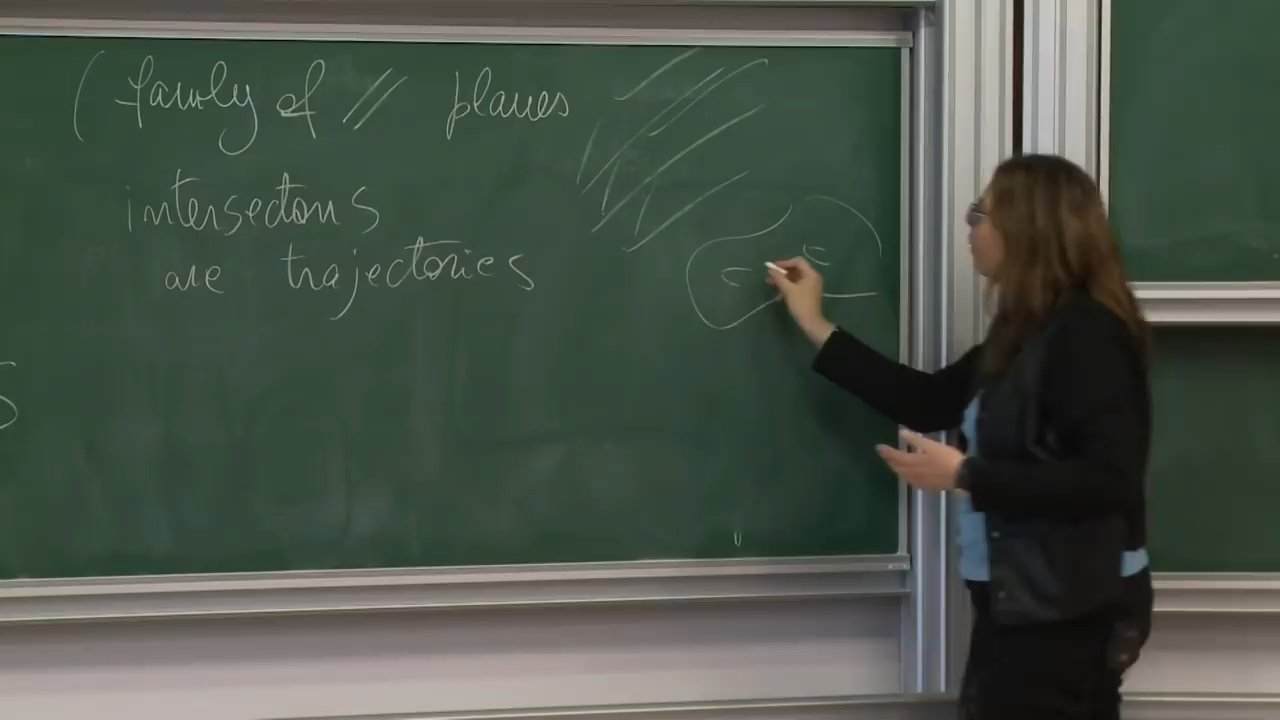 ( family of // planes
intersections
are trajectories